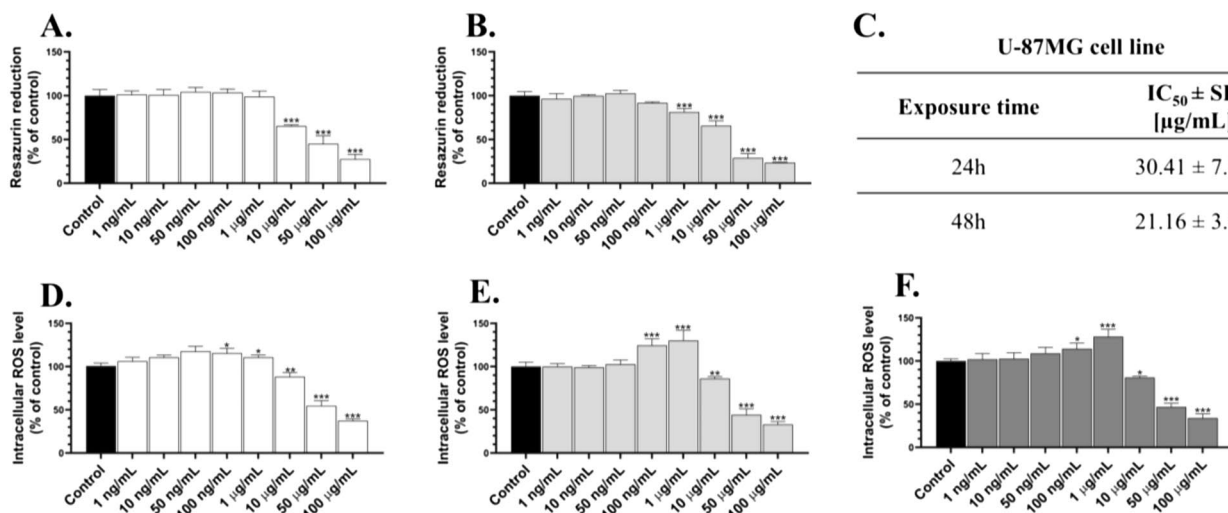 A.
Resazurin reduction
(% of control)
150
100
50
0
Control
1 ng/mL
10 ng/mL
50 ng/mL
100 ng/mL
1 µg/mL
10 µg/mL
50 µg/mL
100 µg/mL
***
***
***
B.
Resazurin reduction
(% of control)
150
100
50
0
Control
1 ng/mL
10 ng/mL
50 ng/mL
100 ng/mL
1 µg/mL
10 µg/mL
50 µg/mL
100 µg/mL
***
***
***
***
C.
U-87MG cell line
Exposure time
IC50 ±
[µg/mL]
24h
30.41 ± 7.
48h
21.16 ± 3.
D.
Intracellular ROS level
(% of control)
150
100
50
0
Control
1 ng/mL
10 ng/mL
50 ng/mL
100 ng/mL
1 µg/mL
10 µg/mL
50 µg/mL
100 µg/mL
*
*
**
***
***
E.
Intracellular ROS level
(% of control)
150
100
50
0
Control
1 ng/mL
10 ng/mL
50 ng/mL
100 ng/mL
1 µg/mL
10 µg/mL
50 µg/mL
100 µg/mL
***
***
**
***
***
F.
Intracellular ROS level
(% of control)
150
100
50
0
Control
1 ng/mL
10 ng/mL
50 ng/mL
100 ng/mL
1 µg/mL
10 µg/mL
50 µg/mL
100 µg/mL
*
***
*
***
***